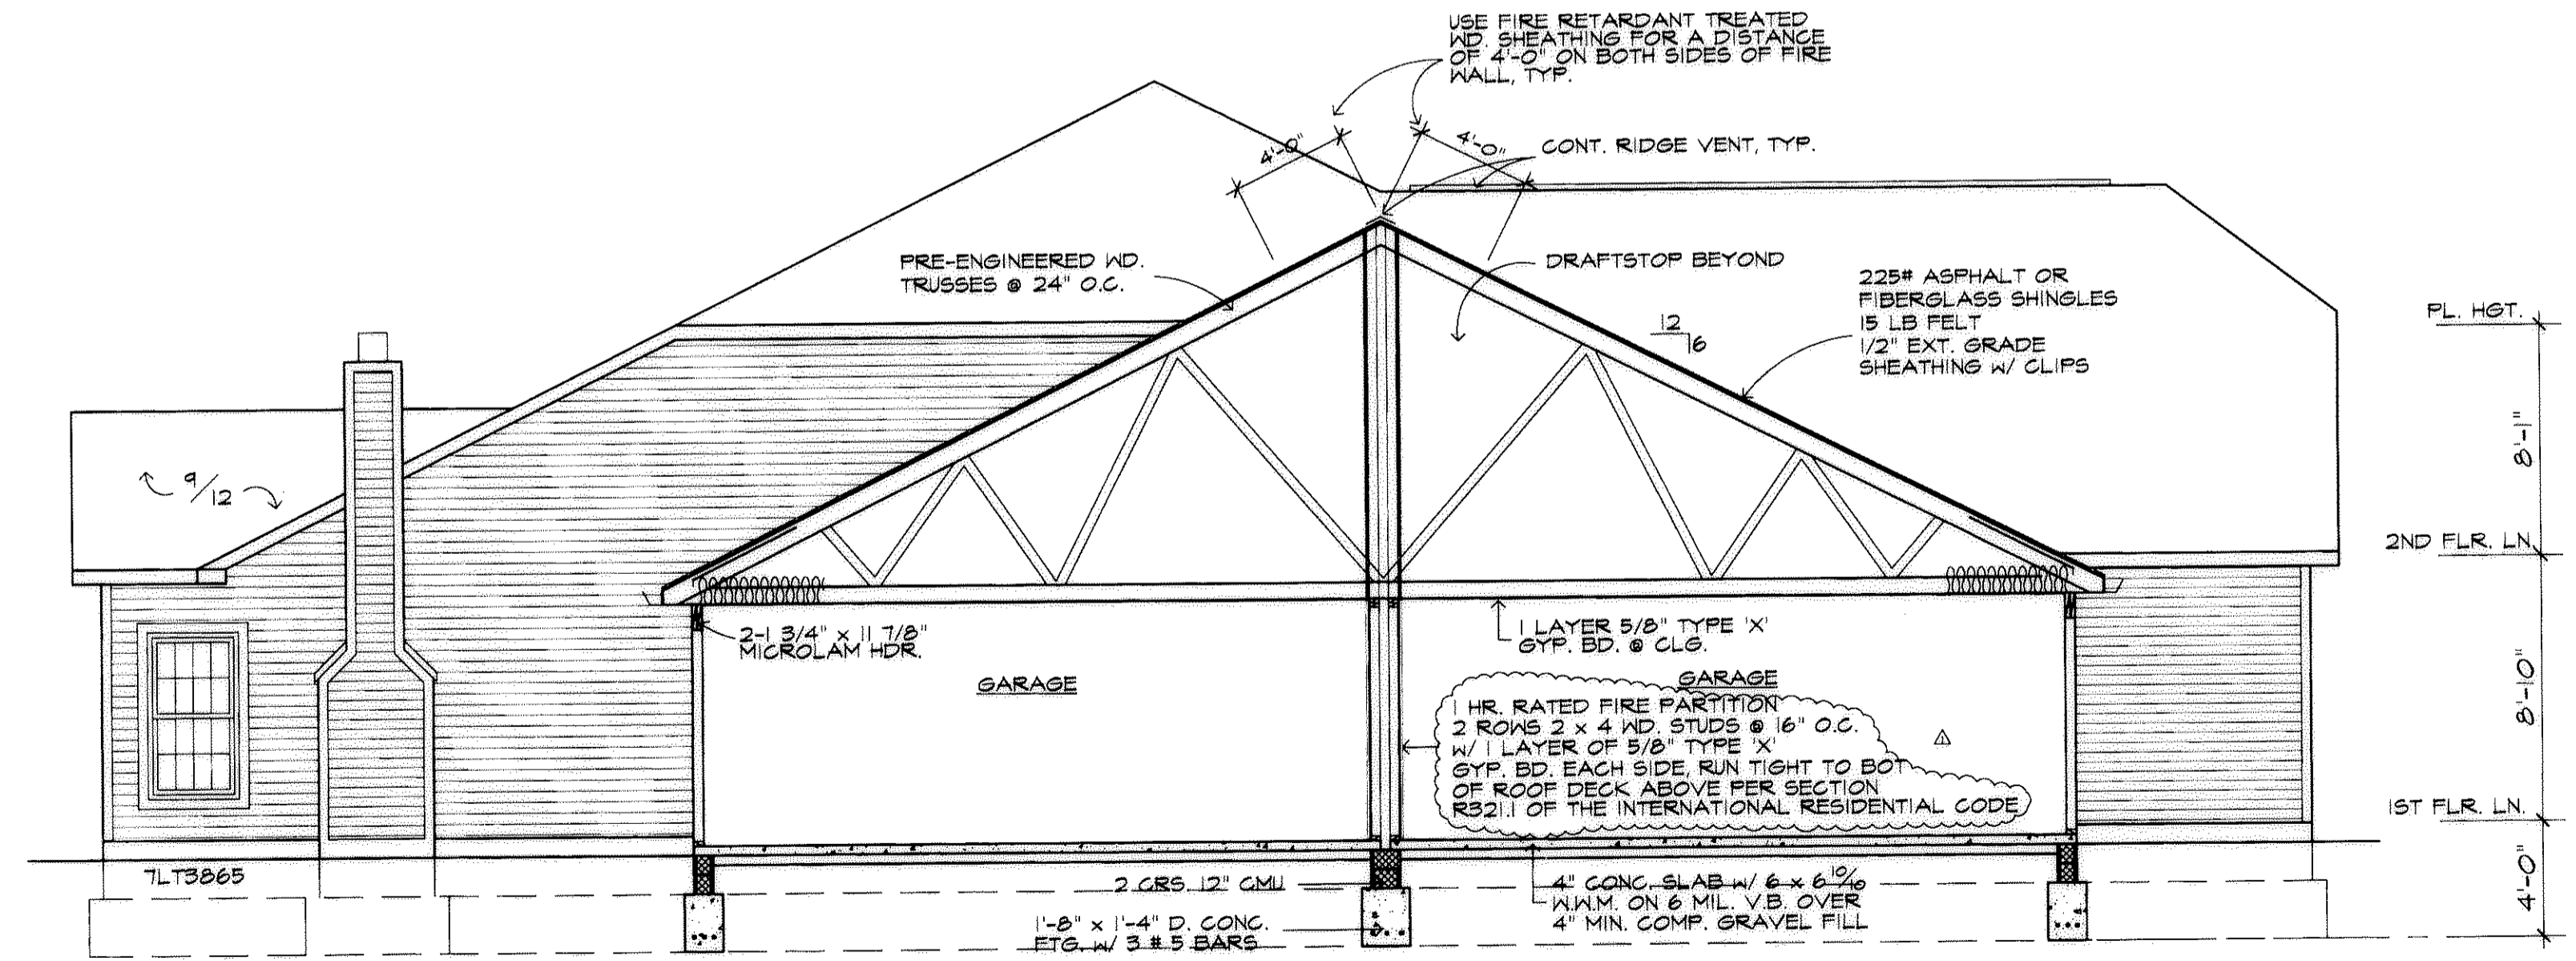 USE FIRE RETARDANT TREATED
WD. SHEATHING FOR A DISTANCE
OF 4'-0" ON BOTH SIDES OF FIRE
WALL, TYP.
4'-0"
4'-0"
CONT. RIDGE VENT, TYP.
PRE-ENGINEERED WD.
TRUSSES @ 24" O.C.
DRAFTSTOP BEYOND
225# ASPHALT OR
FIBERGLASS SHINGLES
15 LB FELT
1/2" EXT. GRADE
SHEATHING W/ CLIPS
12
6
PL. HGT.
8'-1"
9/12
2ND FLR. LN.
2-1 3/4" x 11 7/8"
MICROLAM HDR.
1 LAYER 5/8" TYPE 'X'
GYP. BD. @ CLG.
GARAGE
GARAGE
1 HR. RATED FIRE PARTITION
2 ROWS 2 x 4 WD. STUDS @ 16" O.C.
W/ 1 LAYER OF 5/8" TYPE 'X'
GYP. BD. EACH SIDE, RUN TIGHT TO BOT
OF ROOF DECK ABOVE PER SECTION
R321.1 OF THE INTERNATIONAL RESIDENTIAL CODE
1
8'-10"
1ST FLR. LN.
7LT3865
2 CRS. 12" CMU
1'-8" x 1'-4" D. CONC.
FTG. W/ 3 # 5 BARS
4" CONC. SLAB W/ 6 x 6 10/10
W.W.M. ON 6 MIL. V.B. OVER
4" MIN. COMP. GRAVEL FILL
4'-0"